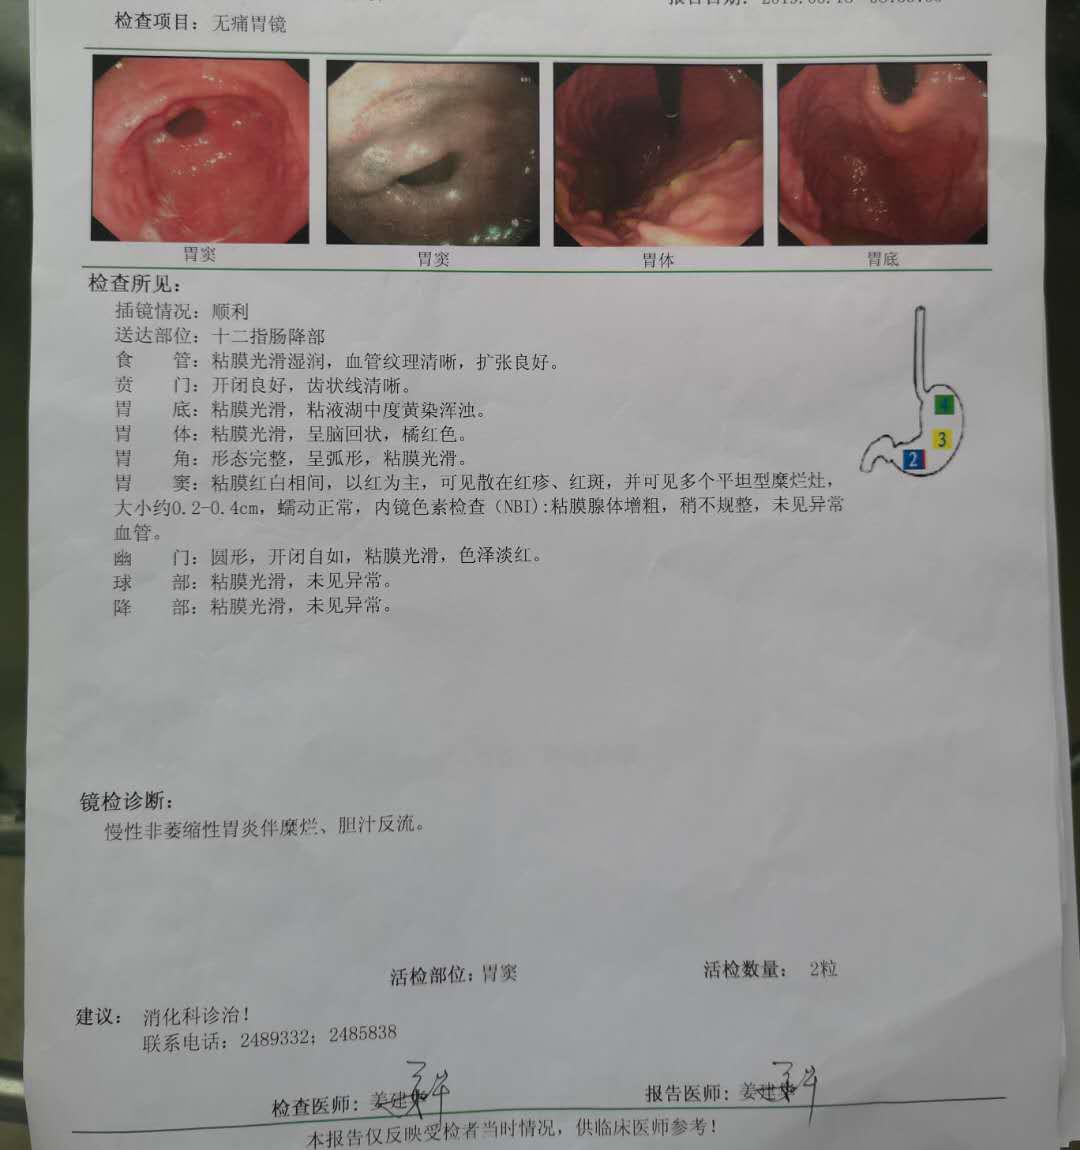 检查项目：无痛胃镜
胃窦
胃窦
胃体
胃底
检查所见：
插镜情况：顺利
送达部位：十二指肠降部
食 管：粘膜光滑湿润，血管纹理清晰，扩张良好。
贲 门：开闭良好，齿状线清晰。
胃 底：粘膜光滑，粘液湖中度黄染浑浊。
胃 体：粘膜光滑，呈脑回状，橘红色。
胃 角：形态完整，呈弧形，粘膜光滑。
胃 窦：粘膜红白相间，以红为主，可见散在红疹、红斑，并可见多个平坦型糜烂灶，
大小约0.2-0.4cm，蠕动正常，内镜色素检查（NBI):粘膜腺体增粗，稍不规整，未见异常
血管。
幽 门：圆形，开闭自如，粘膜光滑，色泽淡红。
球 部：粘膜光滑，未见异常。
降 部：粘膜光滑，未见异常。
4
3
2
镜检诊断：
慢性非萎缩性胃炎伴糜烂、胆汁反流。
活检部位：胃窦 活检数量： 2粒
建议： 消化科诊治！
联系电话：2489332；2485838
检查医师：姜建 报告医师：姜建
本报告仅反映受检者当时情况，供临床医师参考！